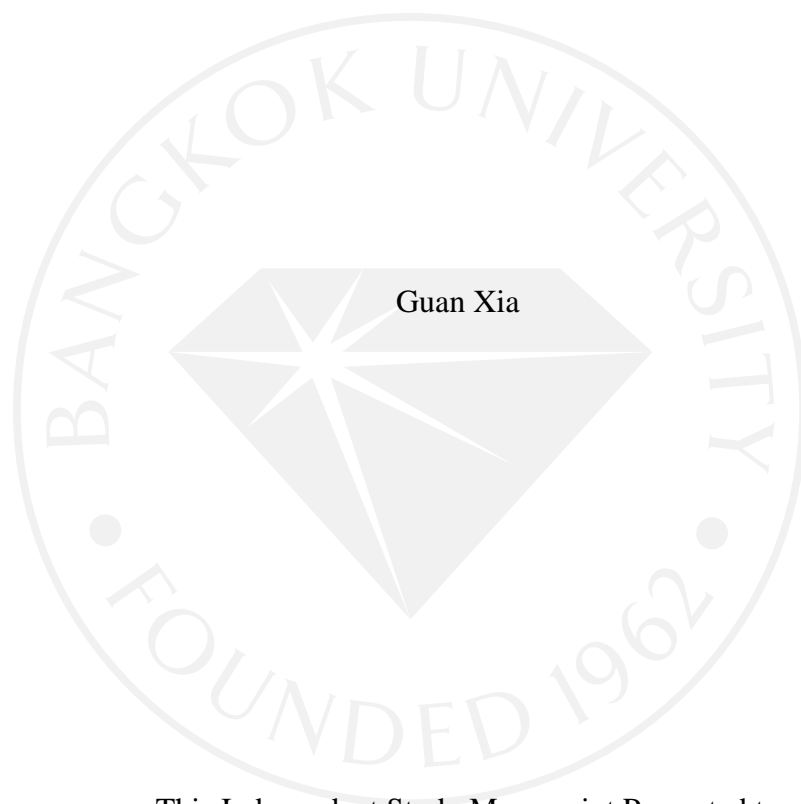 BANGKOK UNIVERSITY
Guan Xia
• FOUNDED 1962 •
This Independent Study Manuscript Presented to